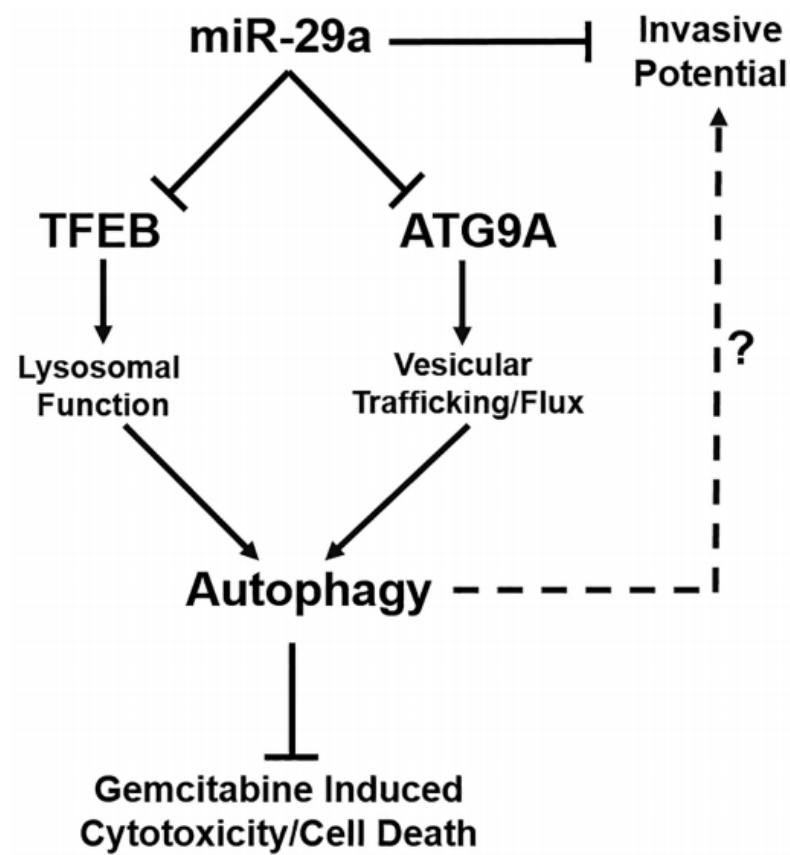 miR-29a
Invasive
Potential
TFEB
ATG9A
Lysosomal
Function
Vesicular
Trafficking/Flux
?
Autophagy
Gemcitabine Induced
Cytotoxicity/Cell Death